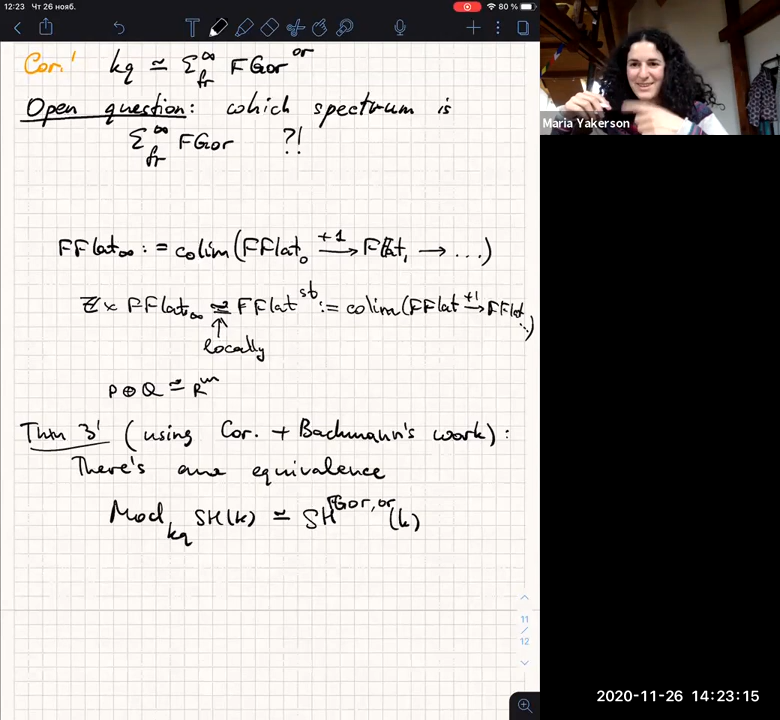 12:23 Чт 26 нояб.
80 %
Cor.' kq ≃ Σ^∞_fr FGor^or
Open question: which spectrum is
Σ^∞_fr FGor ?!
FFlat_∞ := colim(FFlat_0 —+1→ FFlat_1 → ...)
Z × FFlat_∞ ≃ FFlat^st := colim(FFlat —+1→ FFlat ...)
↑
locally
P ⊕ Q ≃ R^m
Thm 3' (using Cor. + Bachmann's work):
There's an equivalence
Mod_kq SH(k) ≃ SH^FGor,or(k)
11
/
12
Maria Yakerson
2020-11-26 14:23:15